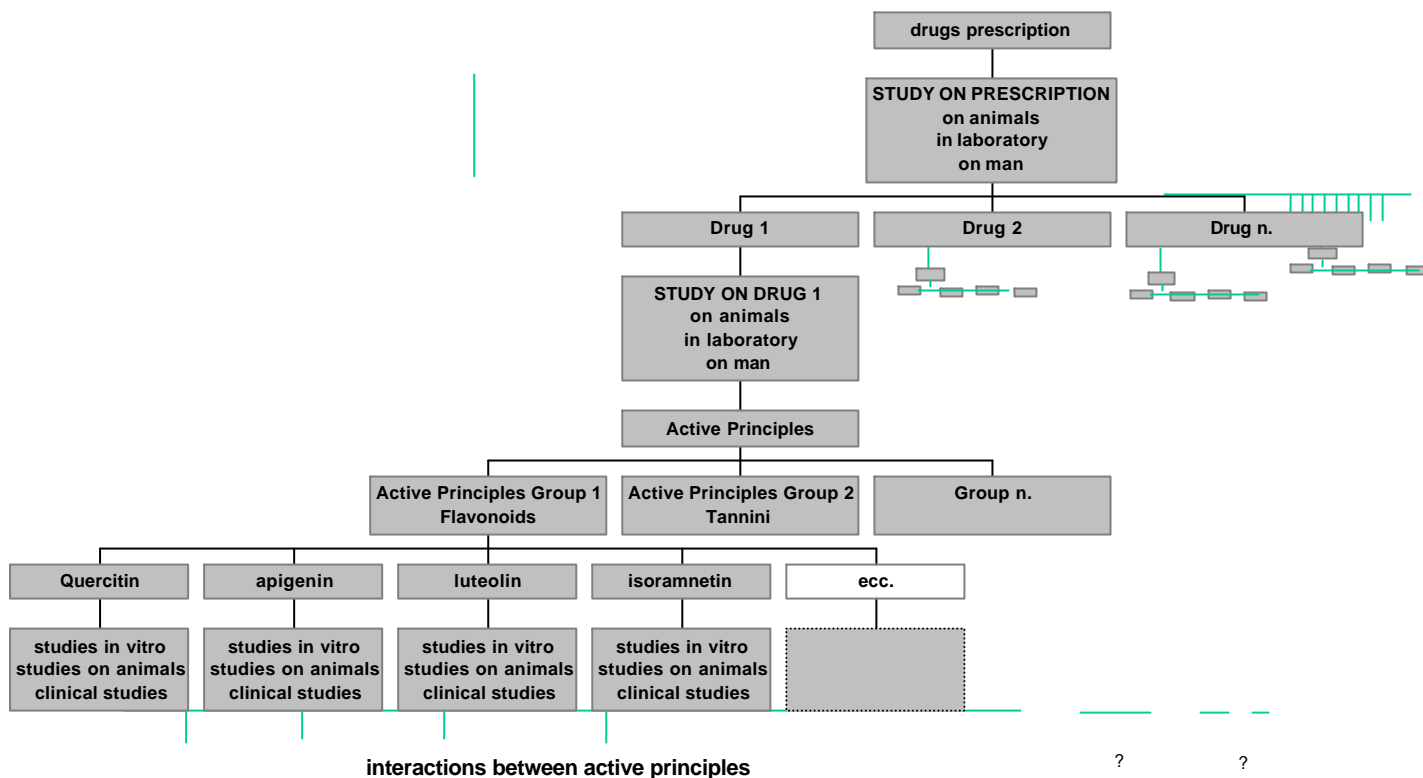 drugs prescription
STUDY ON PRESCRIPTION
on animals
in laboratory
on man
Drug 1
Drug 2
Drug n.
STUDY ON DRUG 1
on animals
in laboratory
on man
Active Principles
Active Principles Group 1
Flavonoids
Active Principles Group 2
Tannini
Group n.
Quercitin
apigenin
luteolin
isoramnetin
ecc.
studies in vitro
studies on animals
clinical studies
studies in vitro
studies on animals
clinical studies
studies in vitro
studies on animals
clinical studies
studies in vitro
studies on animals
clinical studies
interactions between active principles
?
?